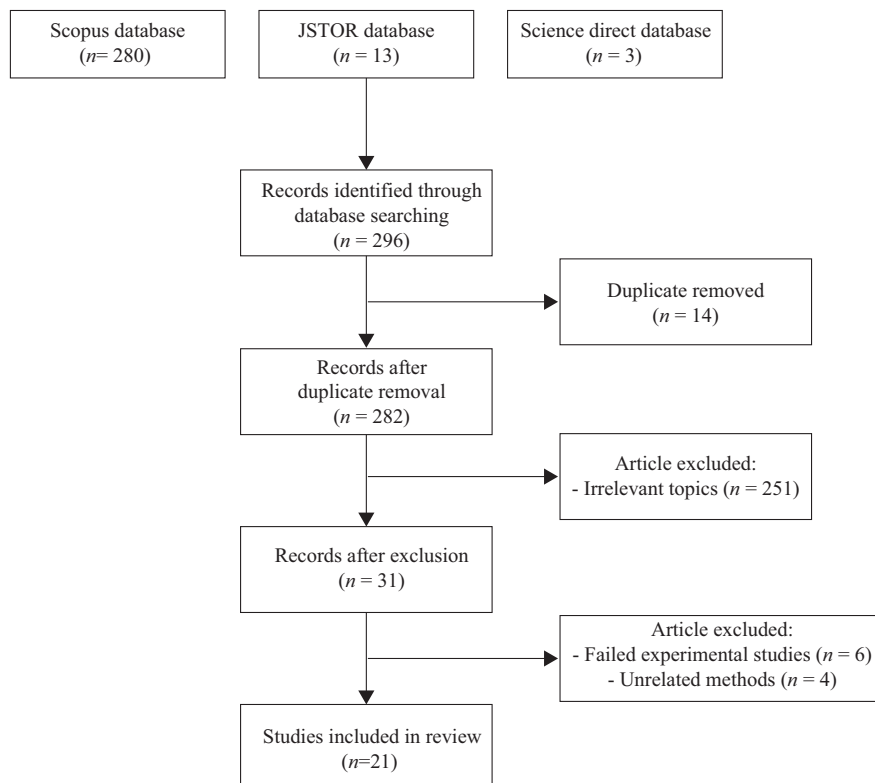 Scopus database
(n= 280)
JSTOR database
(n = 13)
Science direct database
(n = 3)
Records identified through
database searching
(n = 296)
Duplicate removed
(n = 14)
Records after
duplicate removal
(n = 282)
Article excluded:
- Irrelevant topics (n = 251)
Records after exclusion
(n = 31)
Article excluded:
- Failed experimental studies (n = 6)
- Unrelated methods (n = 4)
Studies included in review
(n=21)